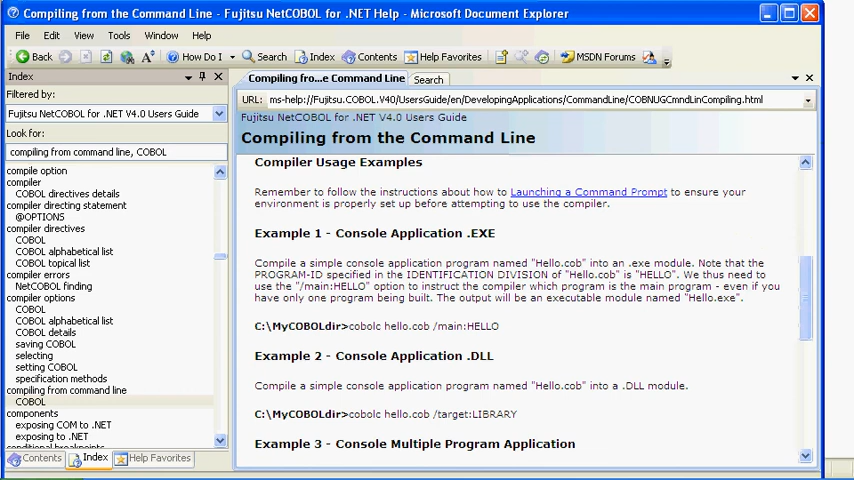 Compiling from the Command Line - Fujitsu NetCOBOL for .NET Help - Microsoft Document Explorer
File Edit View Tools Window Help
Back How Do I Search Index Contents Help Favorites MSDN Forums
Index
Filtered by:
Fujitsu NetCOBOL for .NET V4.0 Users Guide
Look for:
compiling from command line, COBOL
compile option
compiler
COBOL directives details
compiler directing statement
@OPTIONS
compiler directives
COBOL
COBOL alphabetical list
COBOL topical list
compiler errors
NetCOBOL finding
compiler options
COBOL
COBOL alphabetical list
COBOL details
saving COBOL
selecting
setting COBOL
specification methods
compiling from command line
COBOL
components
exposing COM to .NET
exposing to .NET
conditional breakpoints
Contents Index Help Favorites
Compiling fro...e Command Line Search
URL: ms-help://Fujitsu.COBOL.V40/UsersGuide/en/DevelopingApplications/CommandLine/COBNUGCmndLinCompiling.html
Fujitsu NetCOBOL for .NET V4.0 Users Guide
Compiling from the Command Line
Compiler Usage Examples
Remember to follow the instructions about how to Launching a Command Prompt to ensure your
environment is properly set up before attempting to use the compiler.
Example 1 - Console Application .EXE
Compile a simple console application program named "Hello.cob" into an .exe module. Note that the
PROGRAM-ID specified in the IDENTIFICATION DIVISION of "Hello.cob" is "HELLO". We thus need to
use the "/main:HELLO" option to instruct the compiler which program is the main program - even if you
have only one program being built. The output will be an executable module named "Hello.exe".
C:\MyCOBOLdir>cobolc hello.cob /main:HELLO
Example 2 - Console Application .DLL
Compile a simple console application program named "Hello.cob" into a .DLL module.
C:\MyCOBOLdir>cobolc hello.cob /target:LIBRARY
Example 3 - Console Multiple Program Application